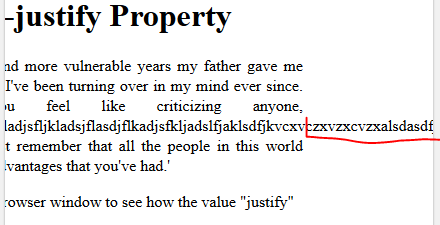 -justify Property
nd more vulnerable years my father gave me
I've been turning over in my mind ever since.
ou feel like criticizing anyone,
ladjsfljkladsjflasdjflkadjsfkljadslfjaklsdfjkvcxvczxvzxcvzxalsdasdf
t remember that all the people in this world
vantages that you've had.'
rowser window to see how the value "justify"